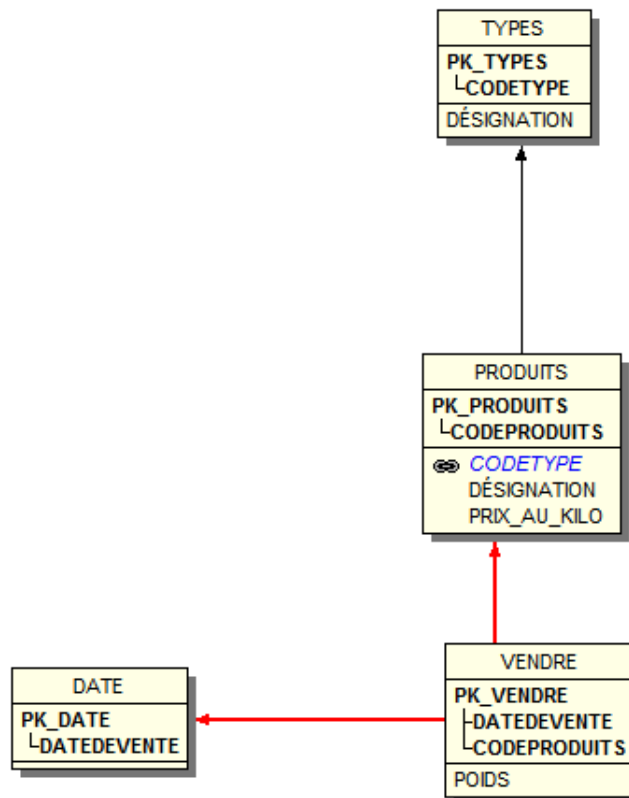 TYPES
PK_TYPES
CODETYPE
DÉSIGNATION
PRODUITS
PK_PRODUITS
CODEPRODUITS
CODETYPE
DÉSIGNATION
PRIX_AU_KILO
DATE
PK_DATE
DATEDEVENTE
VENDRE
PK_VENDRE
DATEDEVENTE
CODEPRODUITS
POIDS